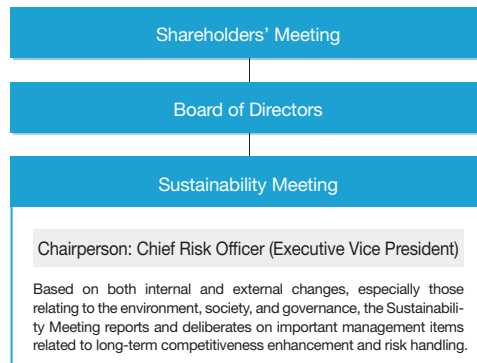 Shareholders’ Meeting
Board of Directors
Sustainability Meeting
Chairperson: Chief Risk Officer (Executive Vice President)
Based on both internal and external changes, especially those
relating to the environment, society, and governance, the Sustainabili-
ty Meeting reports and deliberates on important management items
related to long-term competitiveness enhancement and risk handling.